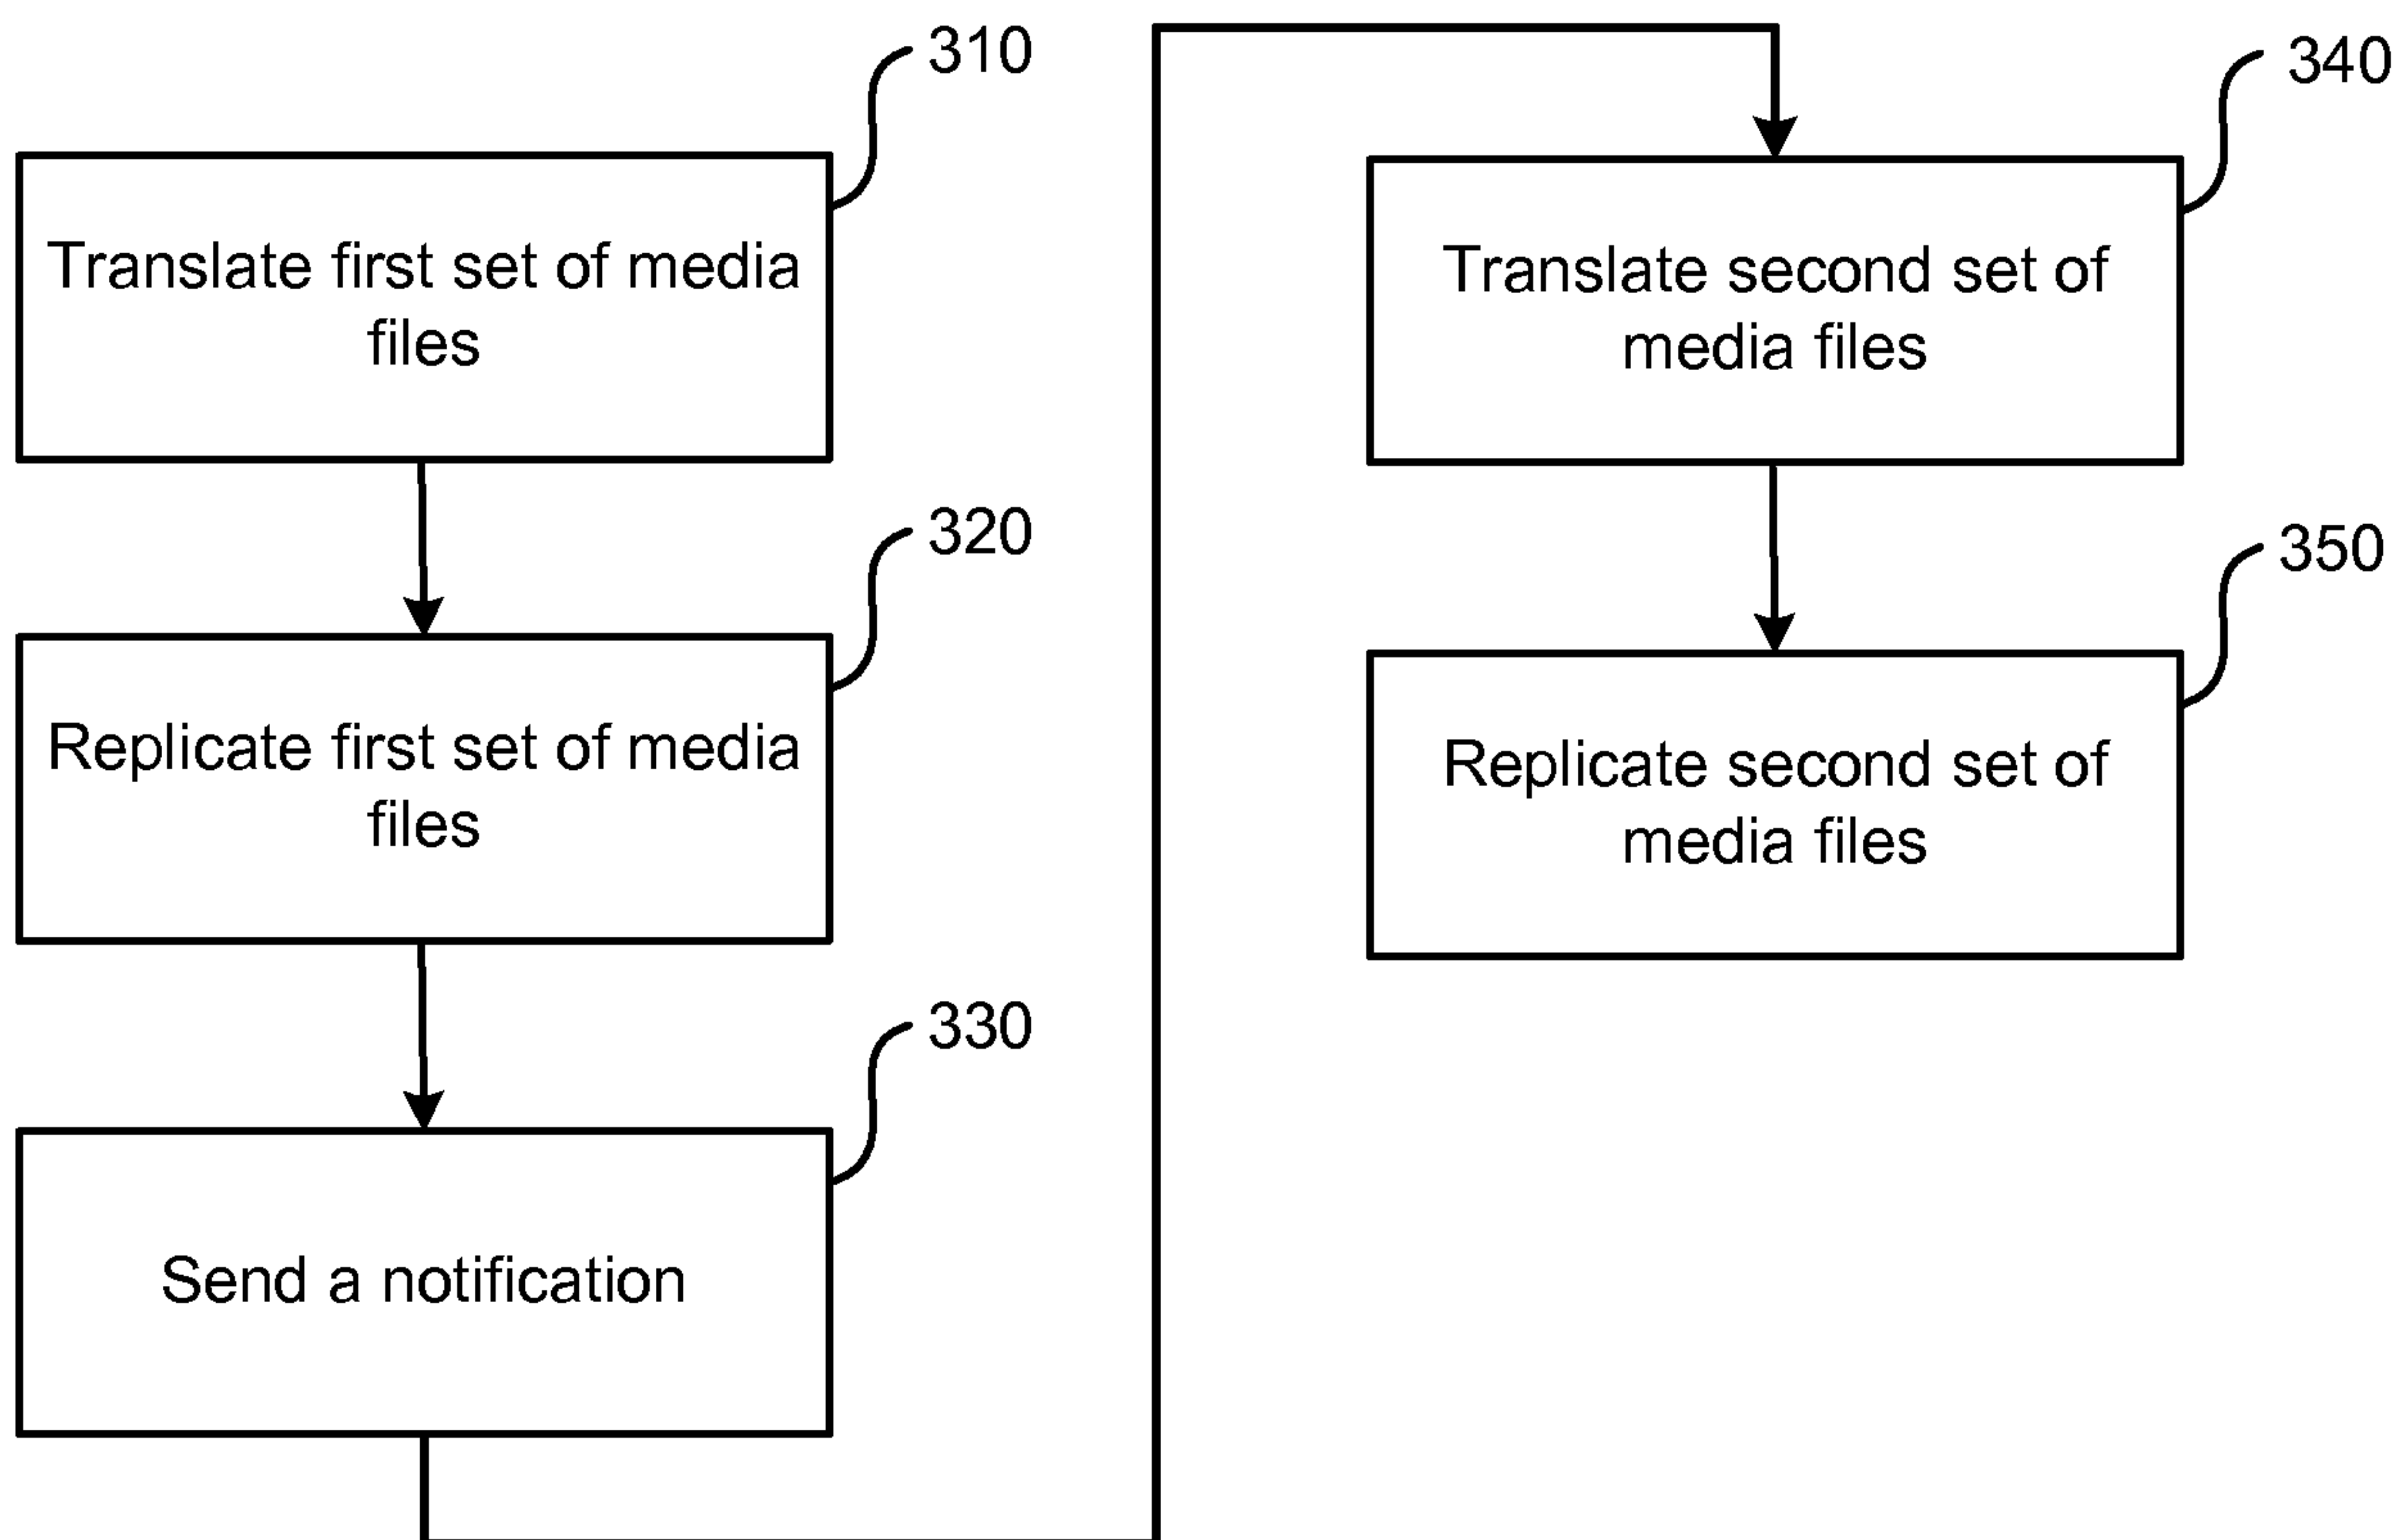 310
Translate first set of media
files
320
Replicate first set of media
files
330
Send a notification
340
Translate second set of
media files
350
Replicate second set of
media files